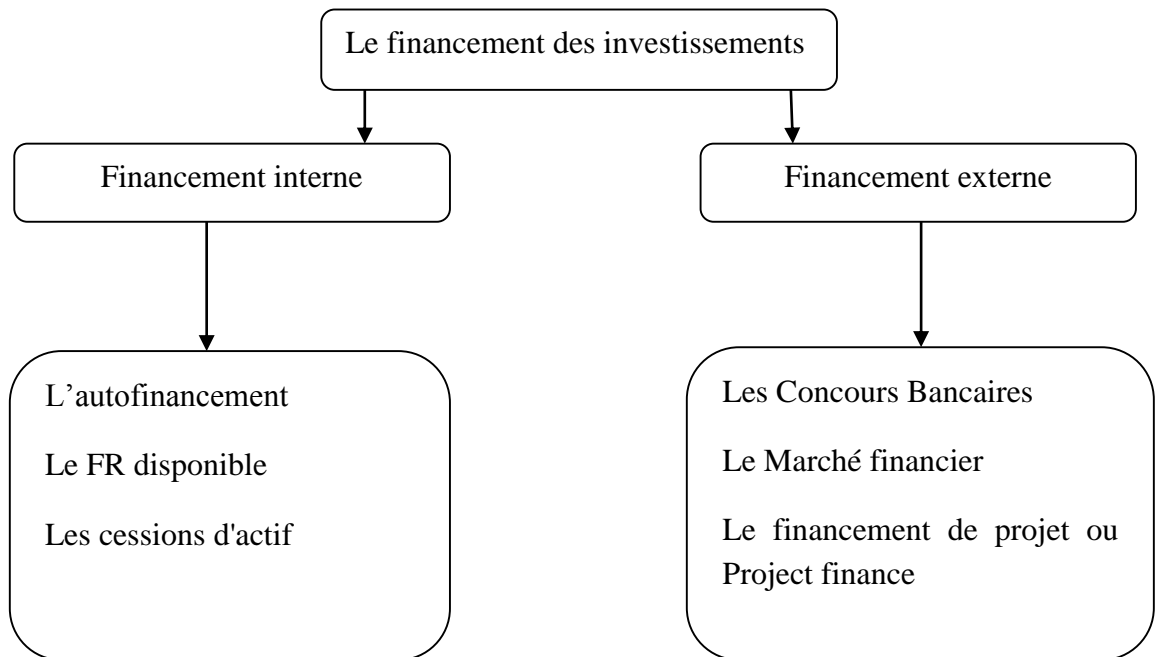 Le financement des investissements
Financement interne
Financement externe
L’autofinancement
Le FR disponible
Les cessions d'actif
Les Concours Bancaires
Le Marché financier
Le financement de projet ou
Project finance